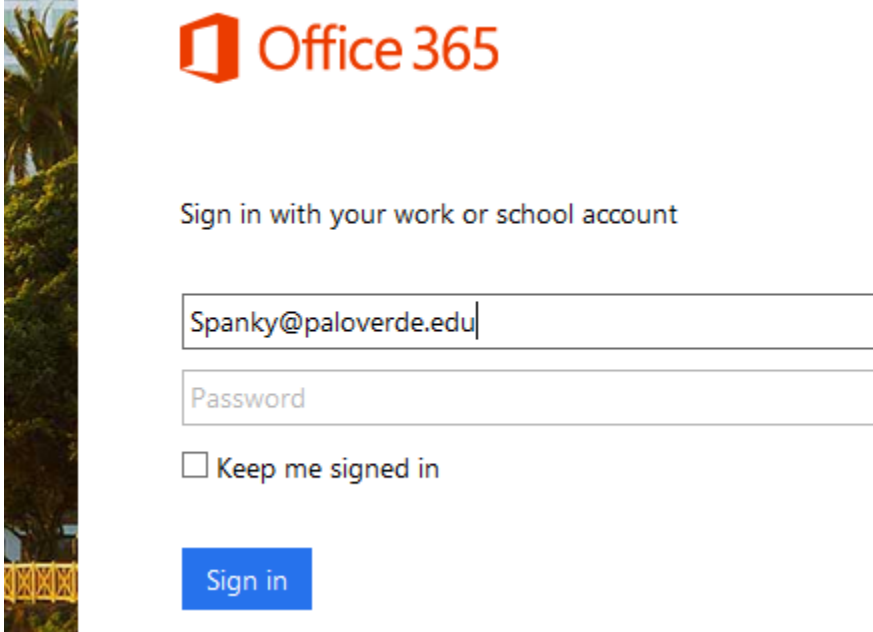 Office 365
Sign in with your work or school account
Spanky@paloverde.edu
Password
Keep me signed in
Sign in